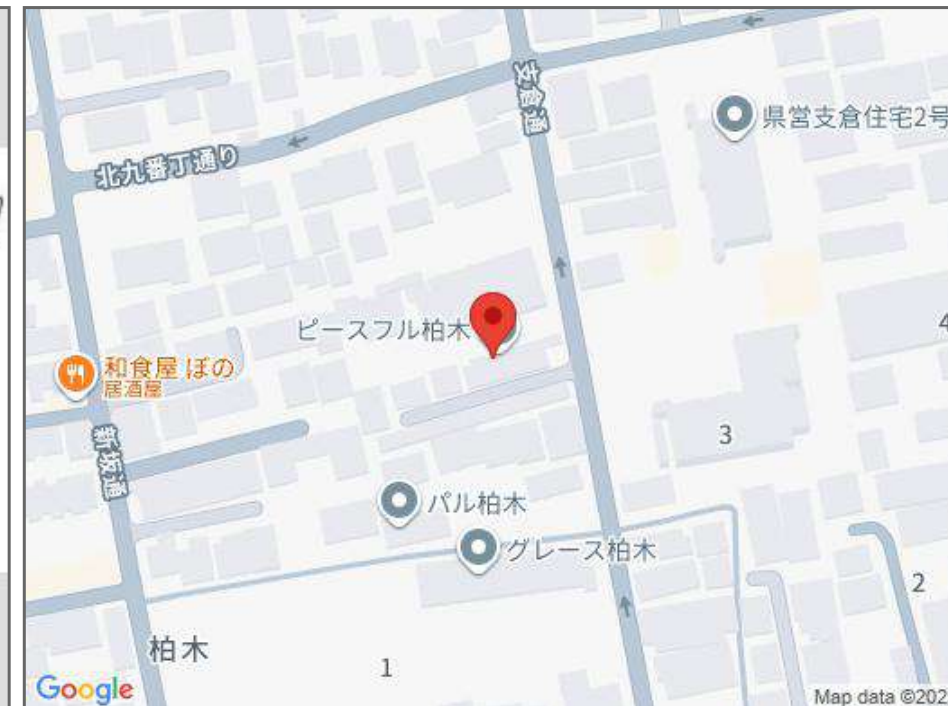 支倉通
県営支倉住宅2号
北九番丁通り
ピースフル柏木
4
和食屋 ぼの
居酒屋
新坂通
3
パル柏木
グレース柏木
2
柏木
1
Google
Map data ©202